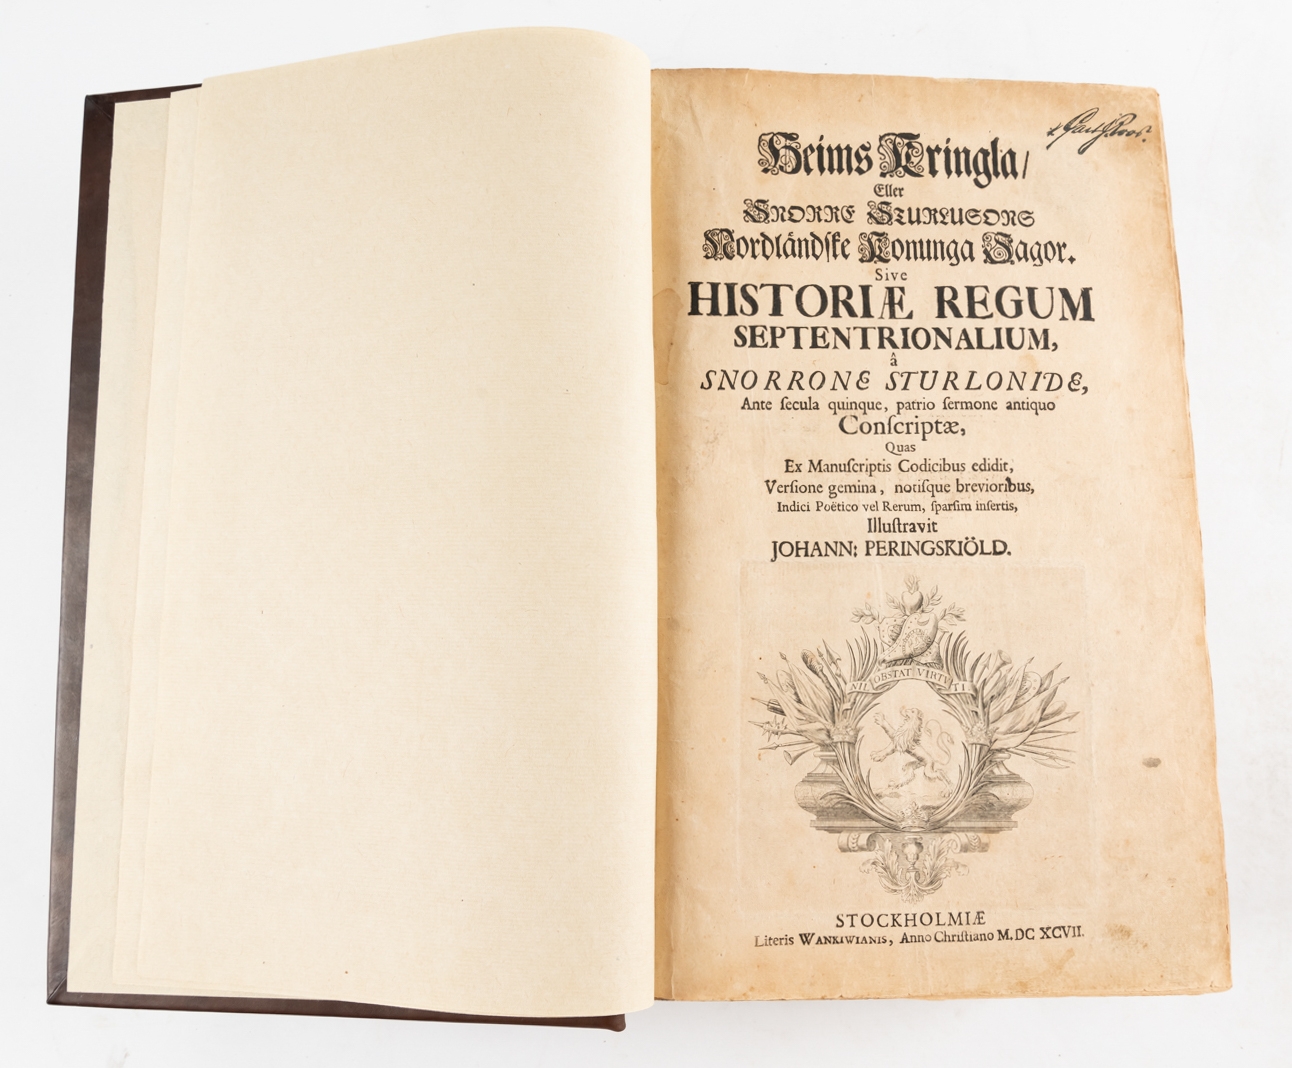 Heims Kringla/
Eller
SNORRE STURLUSONS
Nordländske Konunga Sagor.
Sive
HISTORIÆ REGUM
SEPTENTRIONALIUM,
â
SNORRONE STURLONIDE,
Ante ſecula quinque, patrio ſermone antiquo
Conſcriptæ,
Quas
Ex Manuſcriptis Codicibus edidit,
Verſione gemina, notiſque brevioribus,
Indici Poëtico vel Rerum, ſparſim inſertis,
Illuſtravit
JOHANN: PERINGSKIÖLD.
NIL OBSTAT VIRTUTI
STOCKHOLMIÆ
Literis WANKIWIANIS, Anno Chriſtiano M. DC XCVII.